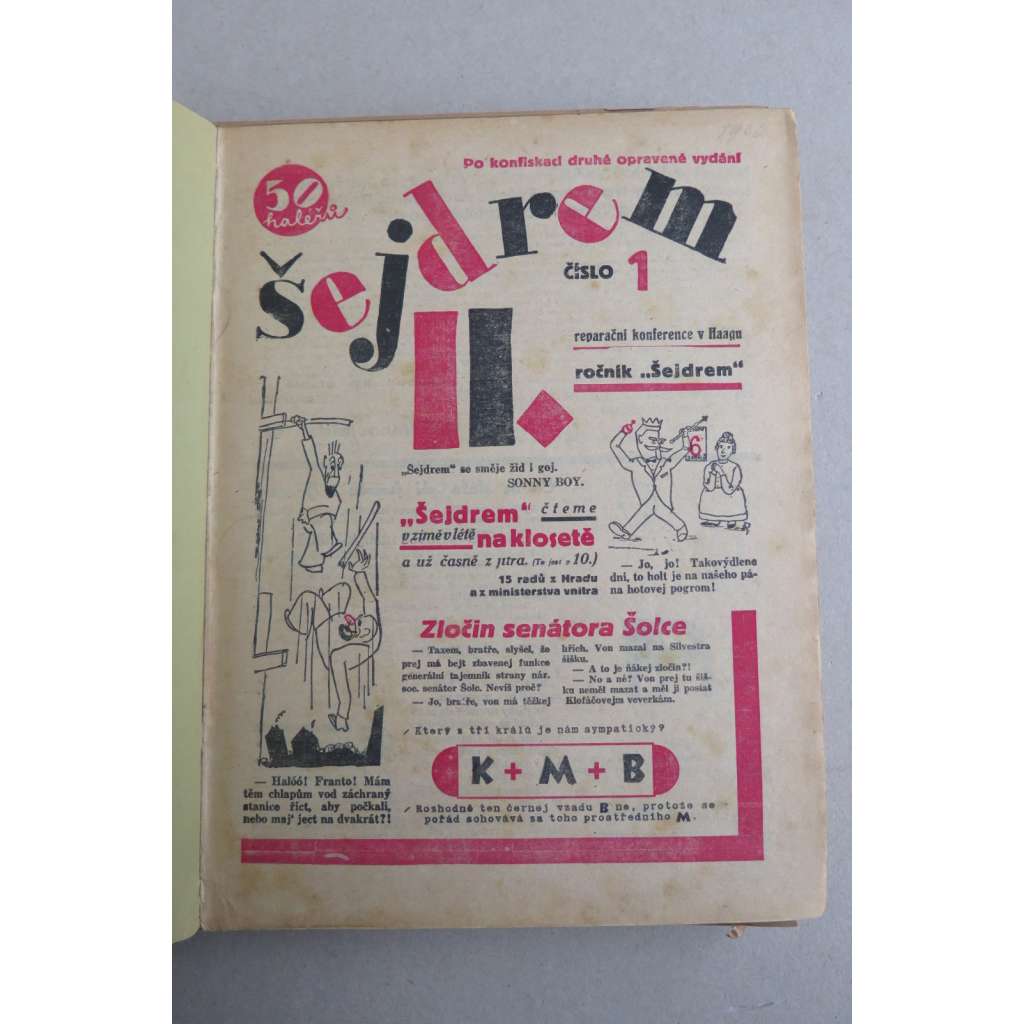 Po konfiskaci druhé opravené vydání
50
haléřů
šejdrem
ČÍSLO 1
II.
reparační konference v Haagu
ročník „Šejdrem“
6
„Šejdrem“ se směje žid i gój.
SONNY BOY.
„Šejdrem“ čteme
v zimě v létě na klosetě
a už časně z jitra. (To jest v 10.)
15 radů z Hradu
a z ministerstva vnitra
— Jo, jo! Takovýdlene
dni, to holt je na našeho pá-
na hotovej pogrom!
Zločin senátora Šolce
— Taxem, bratře, slyšel, že
prej má bejt zbavenej funkce
generální tajemník strany nár.
soc. senátor Šolc. Nevíš proč?
— Jo, bratře, von má těžkej
hřích. Von mazal na Silvestra
šišku.
— A to je ňákej zločin?!
— No a né? Von prej tu šiš-
ku neměl mazat a měl ji poslat
Klofáčovejm veverkám.
/ Který z tří králů je nám sympatický?
K + M + B
/ Rozhodně ten černej vzadu B ne, protože se
pořád schovává za toho prostředního M.
— Halóó! Franto! Mám
těm chlapům vod záchraný
stanice říct, aby počkali,
nebo maj' ject na dvakrát?!